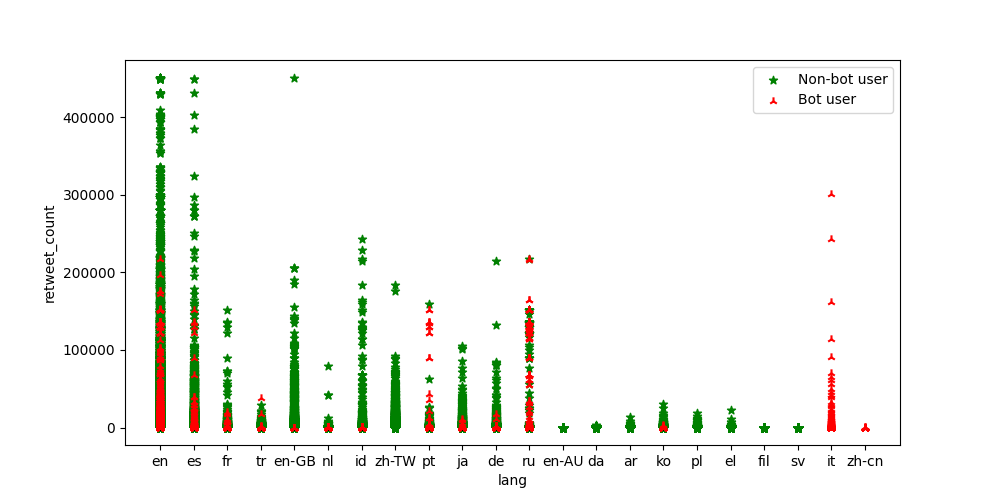 Non-bot user
Bot user
400000
300000
200000
100000
0
retweet_count
en es fr tr en-GB nl id zh-TW pt ja de ru en-AU da ar ko pl el fil sv it zh-cn
lang